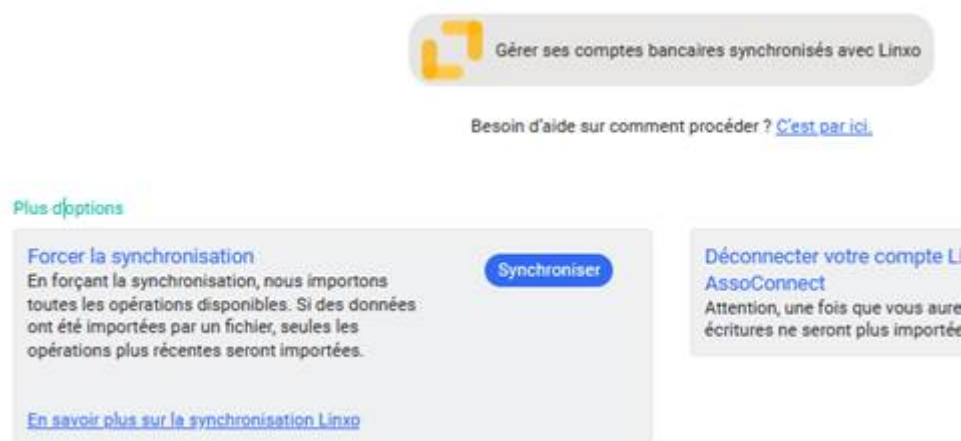 Gérer ses comptes bancaires synchronisés avec Linxo
Besoin d'aide sur comment procéder ? C'est par ici.
Plus d'options
Forcer la synchronisation
En forçant la synchronisation, nous importons
toutes les opérations disponibles. Si des données
ont été importées par un fichier, seules les
opérations plus récentes seront importées.
Synchroniser
En savoir plus sur la synchronisation Linxo
Déconnecter votre compte
AssoConnect
Attention, une fois que vous
écritures ne seront plus